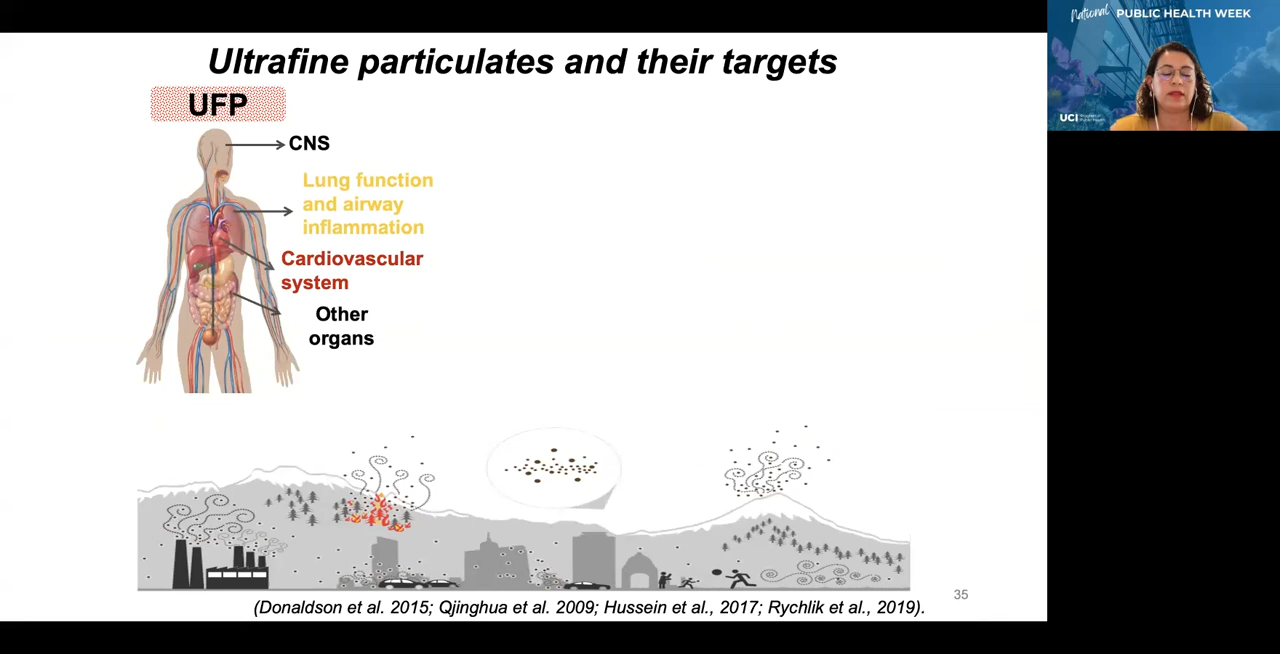 National PUBLIC HEALTH WEEK
Ultrafine particulates and their targets
UFP
CNS
Lung function
and airway
inflammation
Cardiovascular
system
Other
organs
UCI
35
(Donaldson et al. 2015; Qjinghua et al. 2009; Hussein et al., 2017; Rychlik et al., 2019).